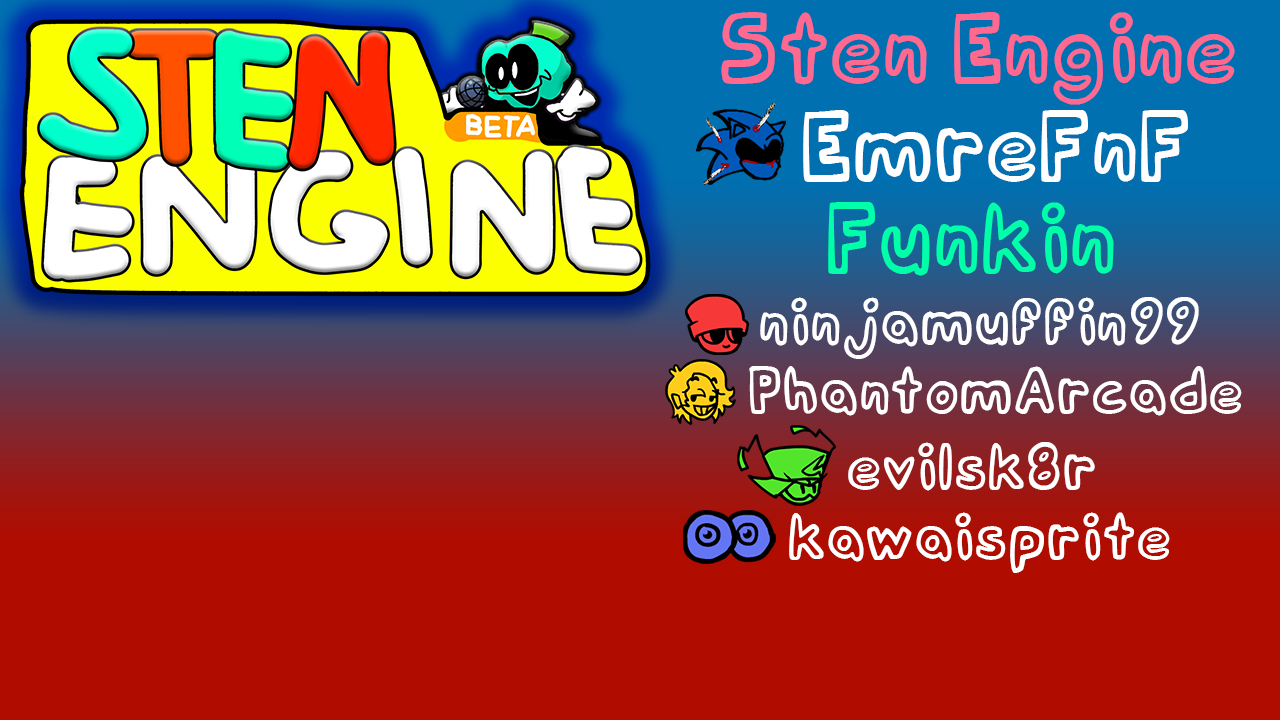 STEN
BETA
ENGINE
Sten Engine
EmreFnF
Funkin
ninjamuffin99
PhantomArcade
evilsk8r
kawaisprite